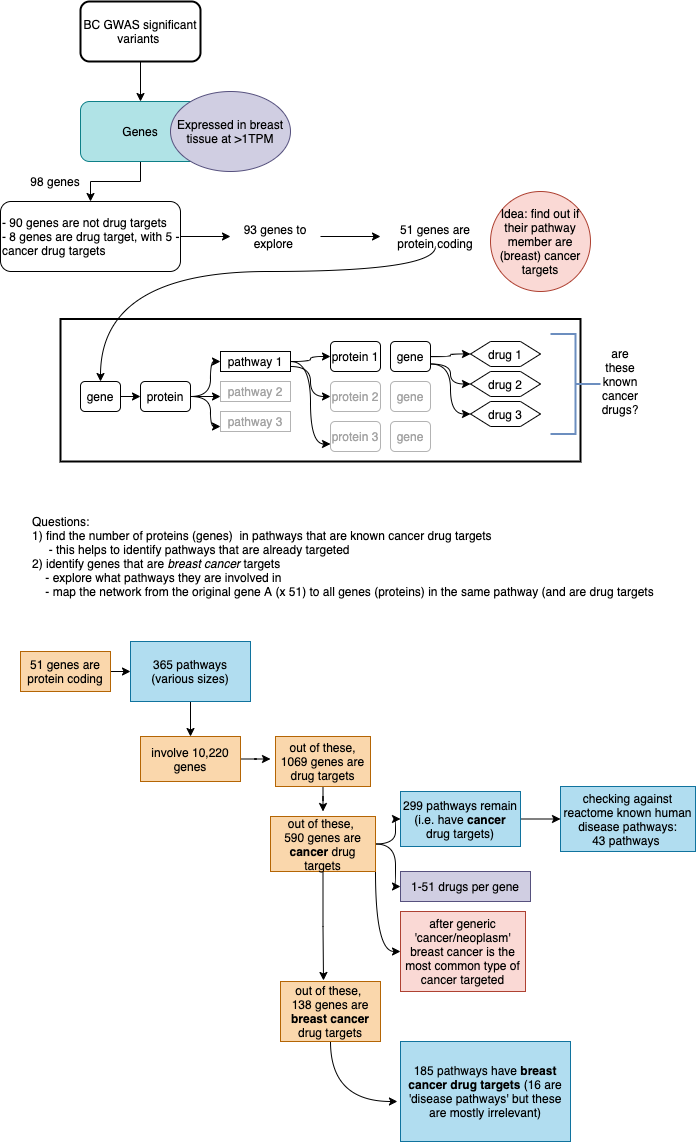 BC GWAS significant
variants
Genes
Expressed in breast
tissue at >1TPM
98 genes
- 90 genes are not drug targets
- 8 genes are drug target, with 5 -
cancer drug targets
93 genes to
explore
51 genes are
protein coding
Idea: find out if
their pathway
member are
(breast) cancer
targets
gene
protein
pathway 1
pathway 2
pathway 3
protein 1
protein 2
protein 3
gene
gene
gene
drug 1
drug 2
drug 3
are
these
known
cancer
drugs?
Questions:
1) find the number of proteins (genes) in pathways that are known cancer drug targets
- this helps to identify pathways that are already targeted
2) identify genes that are breast cancer targets
- explore what pathways they are involved in
- map the network from the original gene A (x 51) to all genes (proteins) in the same pathway (and are drug targets
51 genes are
protein coding
365 pathways
(various sizes)
involve 10,220
genes
out of these,
1069 genes are
drug targets
out of these,
590 genes are
cancer drug
targets
299 pathways remain
(i.e. have cancer
drug targets)
checking against
reactome known human
disease pathways:
43 pathways
1-51 drugs per gene
after generic
'cancer/neoplasm'
breast cancer is the
most common type of
cancer targeted
out of these,
138 genes are
breast cancer
drug targets
185 pathways have breast
cancer drug targets (16 are
'disease pathways' but these
are mostly irrelevant)